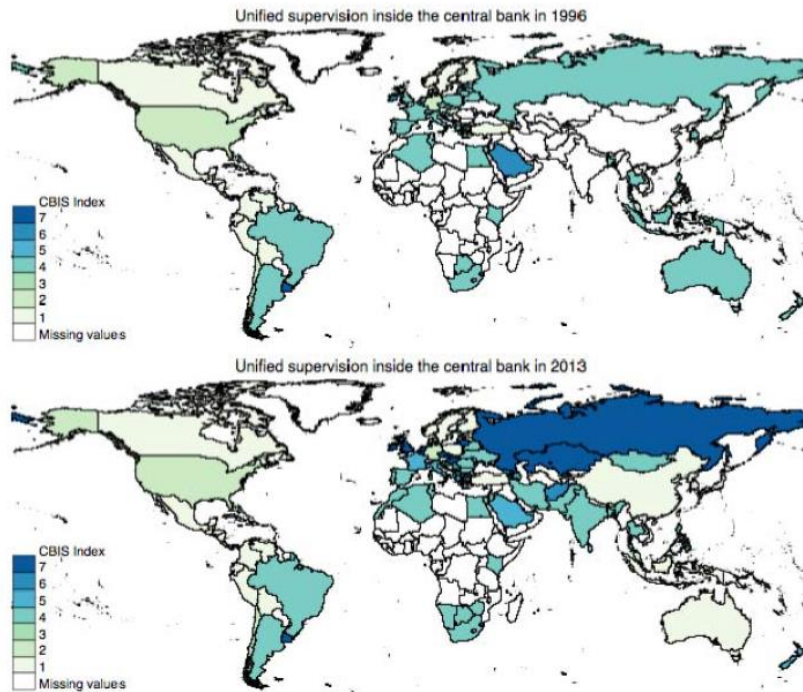 Unified supervision inside the central bank in 1996
CBIS Index
7
6
5
4
3
2
1
Missing values
Unified supervision inside the central bank in 2013
CBIS Index
7
6
5
4
3
2
1
Missing values